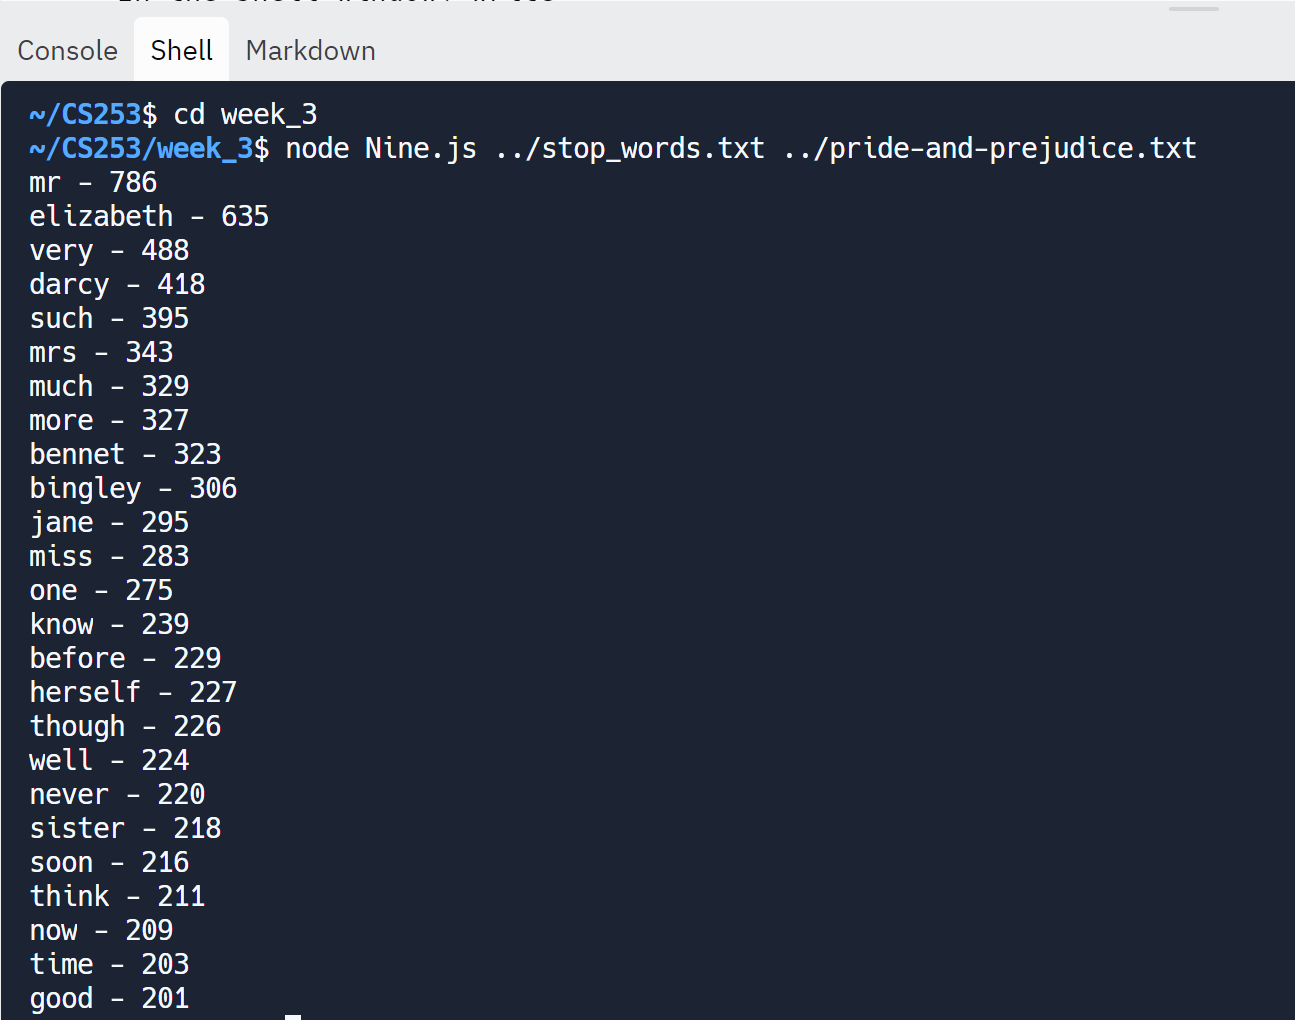 Console Shell Markdown
~/CS253$ cd week_3
~/CS253/week_3$ node Nine.js ../stop_words.txt ../pride-and-prejudice.txt
mr - 786
elizabeth - 635
very - 488
darcy - 418
such - 395
mrs - 343
much - 329
more - 327
bennet - 323
bingley - 306
jane - 295
miss - 283
one - 275
know - 239
before - 229
herself - 227
though - 226
well - 224
never - 220
sister - 218
soon - 216
think - 211
now - 209
time - 203
good - 201